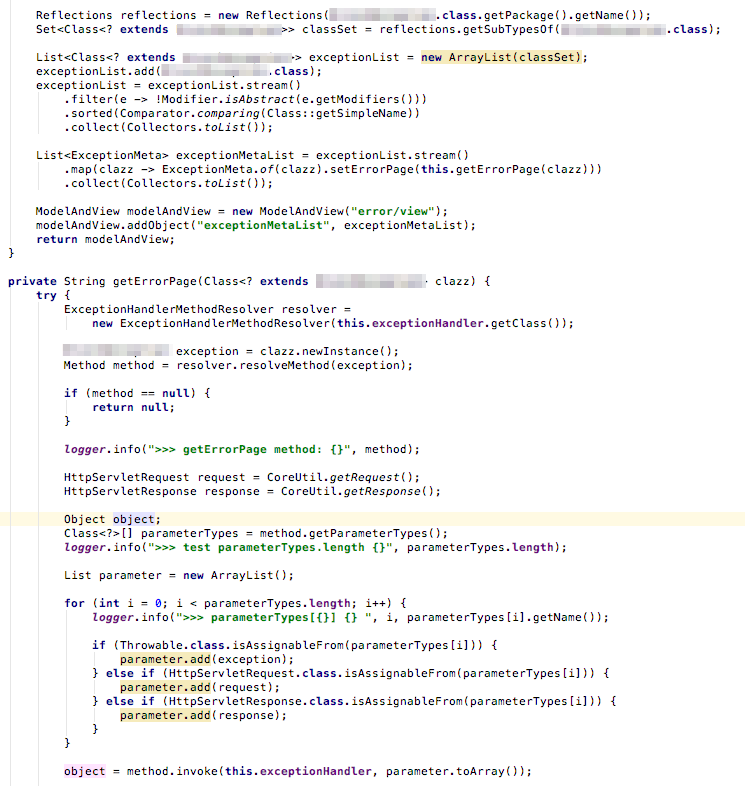 Reflections reflections = new Reflections(.class.getPackage().getName());
Set<Class<? extends >> classSet = reflections.getSubTypesOf(.class);
List<Class<? extends > exceptionList = new ArrayList(classSet);
exceptionList.add(.class);
exceptionList = exceptionList.stream()
.filter(e -> !Modifier.isAbstract(e.getModifiers()))
.sorted(Comparator.comparing(Class::getSimpleName))
.collect(Collectors.toList());
List<ExceptionMeta> exceptionMetaList = exceptionList.stream()
.map(clazz -> ExceptionMeta.of(clazz).setErrorPage(this.getErrorPage(clazz)))
.collect(Collectors.toList());
ModelAndView modelAndView = new ModelAndView("error/view");
modelAndView.addObject("exceptionMetaList", exceptionMetaList);
return modelAndView;
}
private String getErrorPage(Class<? extends > clazz) {
try {
ExceptionHandlerMethodResolver resolver =
new ExceptionHandlerMethodResolver(this.exceptionHandler.getClass());
exception = clazz.newInstance();
Method method = resolver.resolveMethod(exception);
if (method == null) {
return null;
}
logger.info(">>> getErrorPage method: {}", method);
HttpServletRequest request = CoreUtil.getRequest();
HttpServletResponse response = CoreUtil.getResponse();
Object object;
Class<?>[] parameterTypes = method.getParameterTypes();
logger.info(">>> test parameterTypes.length {}", parameterTypes.length);
List parameter = new ArrayList();
for (int i = 0; i < parameterTypes.length; i++) {
logger.info(">>> parameterTypes[{}] {} ", i, parameterTypes[i].getName());
if (Throwable.class.isAssignableFrom(parameterTypes[i])) {
parameter.add(exception);
} else if (HttpServletRequest.class.isAssignableFrom(parameterTypes[i])) {
parameter.add(request);
} else if (HttpServletResponse.class.isAssignableFrom(parameterTypes[i])) {
parameter.add(response);
}
}
object = method.invoke(this.exceptionHandler, parameter.toArray());